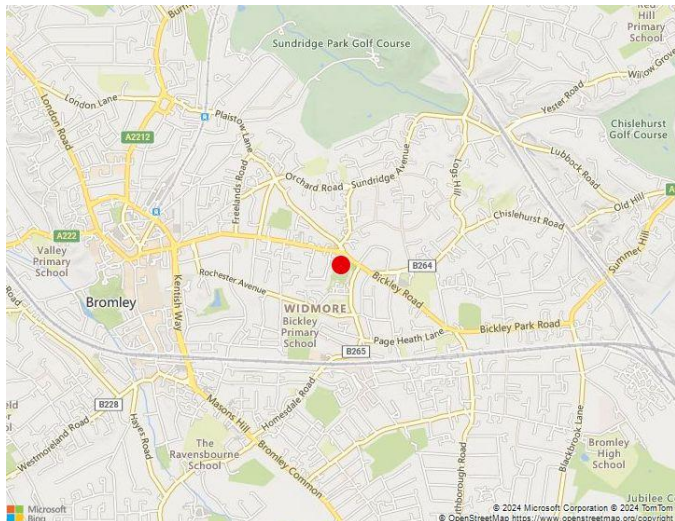 Red
Hill
Primary
School
Burnt
Sundridge Park Golf Course
Willow Grove
Yester Road
London Lane
London Road
Plaistow Lane
A2212
Chislehurst
Golf Course
Lubbock Road
Logs Hill
Sundridge Avenue
Orchard Road
Freelands Road
Old Hill
Chislehurst Road
A222
Valley
Primary
School
Summer Hill
B264
Bickley Road
Rochester Avenue
Kentish Way
Road
Bromley
WIDMORE
Bickley
Primary
School
Bickley Park Road
Page Heath Lane
B265
Homesdale Road
B228
Masons Hill
Hayes Road
Westmoreland Road
The
Ravensbourne
School
Bromley Common
Blackbrook Lane
Bromley
High
School
Jubilee Co
Microsoft
Bing
© 2024 Microsoft Corporation © 2024 TomTom
© OpenStreetMap https://www.openstreetmap.org/copyright